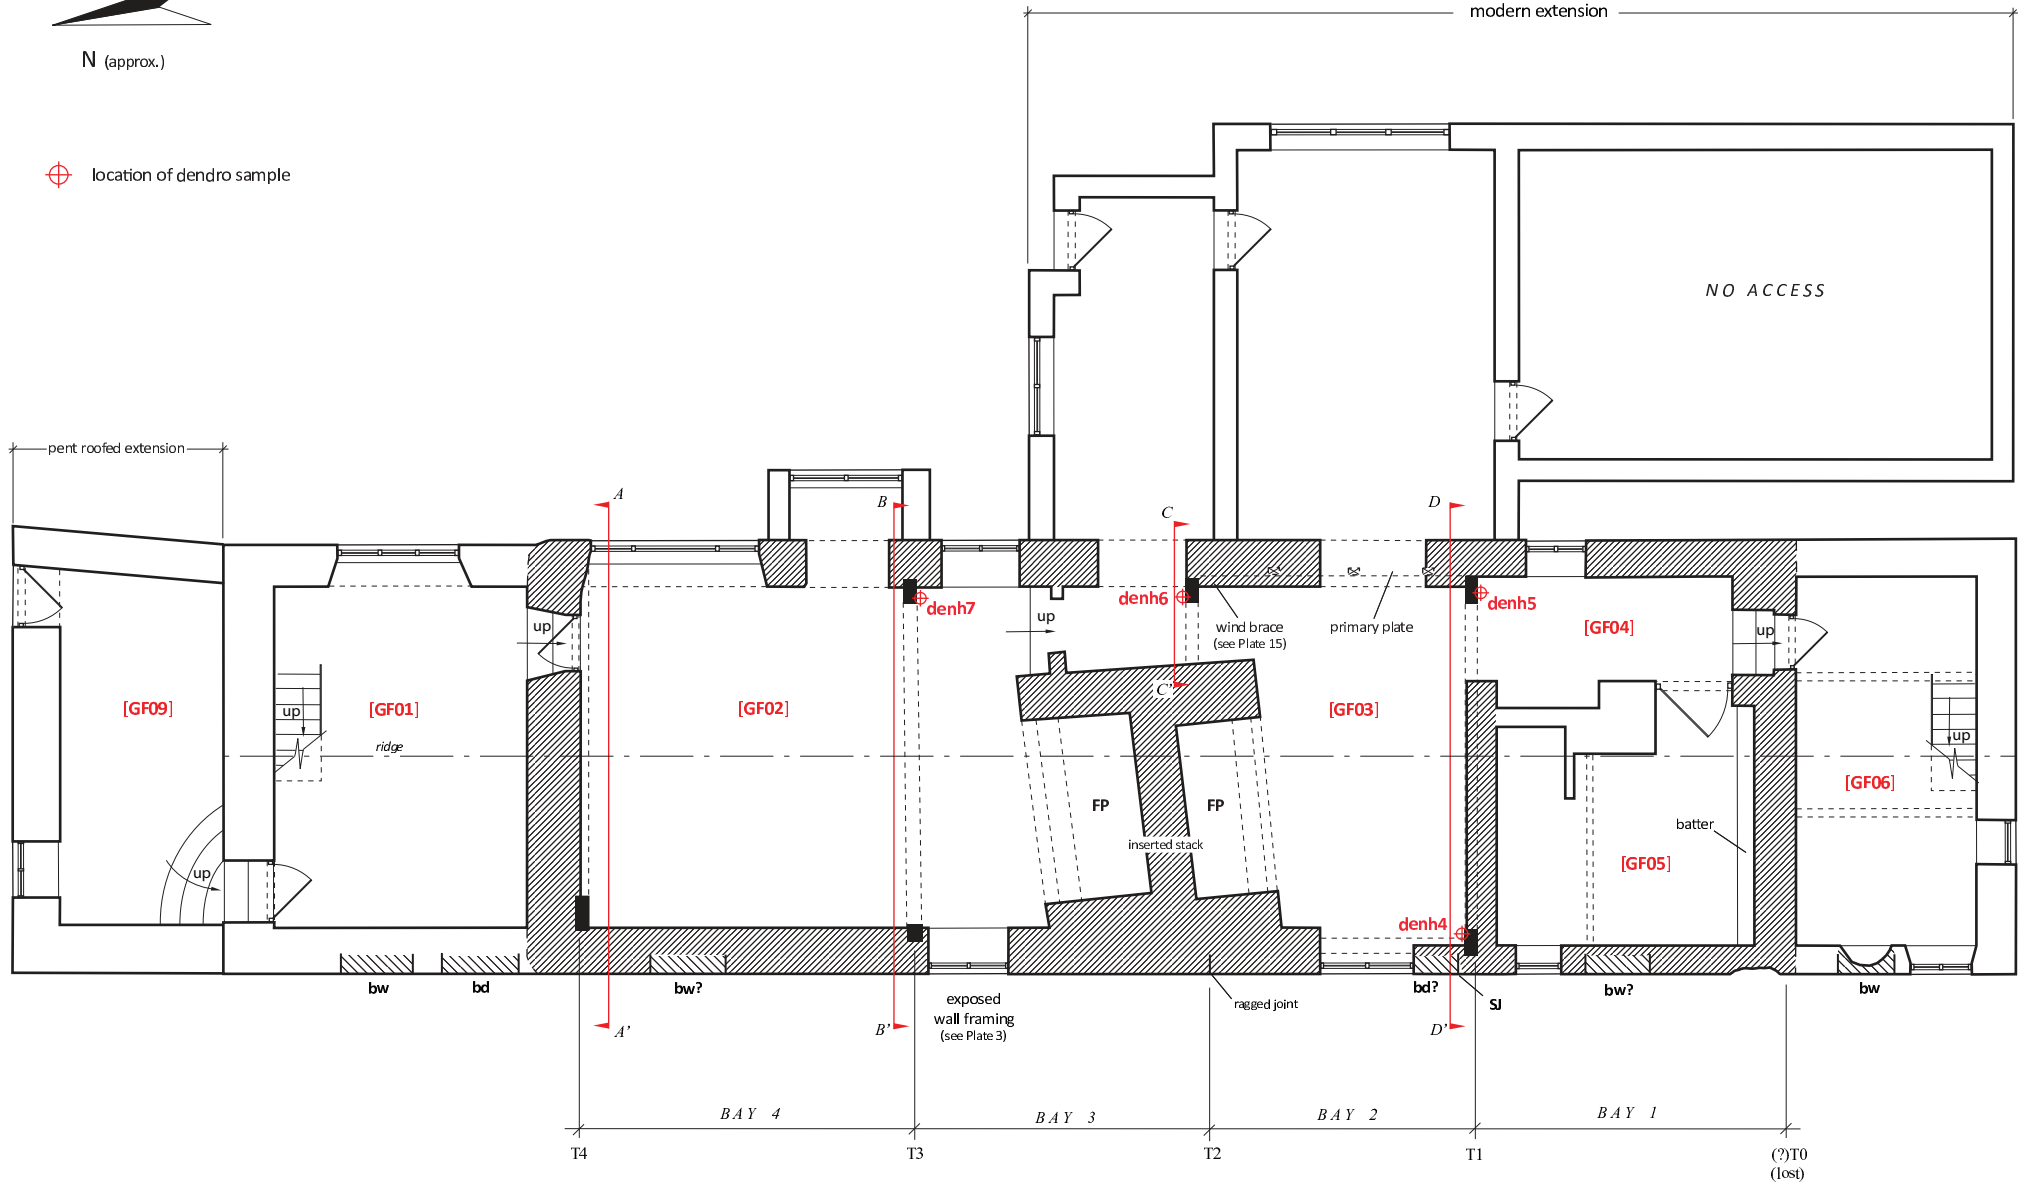 modern extension
N (approx.)
location of dendro sample
NO ACCESS
pent roofed extension
A
B
C
D
denh7
denh6
denh5
up
up
up
wind brace
(see Plate 15)
primary plate
[GF04]
C'
[GF09]
[GF01]
[GF02]
[GF03]
up
up
ridge
[GF06]
FP
FP
batter
inserted stack
[GF05]
up
denh4
bw
bd
bw?
bd?
bw?
bw
exposed
wall framing
(see Plate 3)
ragged joint
SJ
A'
B'
D'
BAY 4
BAY 3
BAY 2
BAY 1
T4
T3
T2
T1
(?)T0
(lost)